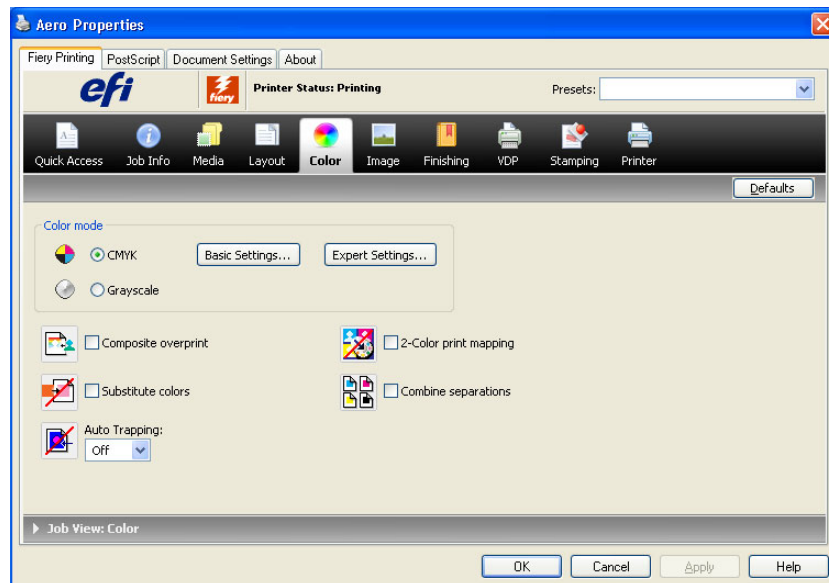 Aero Properties
Fiery Printing PostScript Document Settings About
efi fiery Printer Status: Printing Presets:
Quick Access Job Info Media Layout Color Image Finishing VDP Stamping Printer
Defaults
Color mode
CMYK Basic Settings... Expert Settings...
Grayscale
Composite overprint 2-Color print mapping
Substitute colors Combine separations
Auto Trapping:
Off
Job View: Color
OK Cancel Apply Help